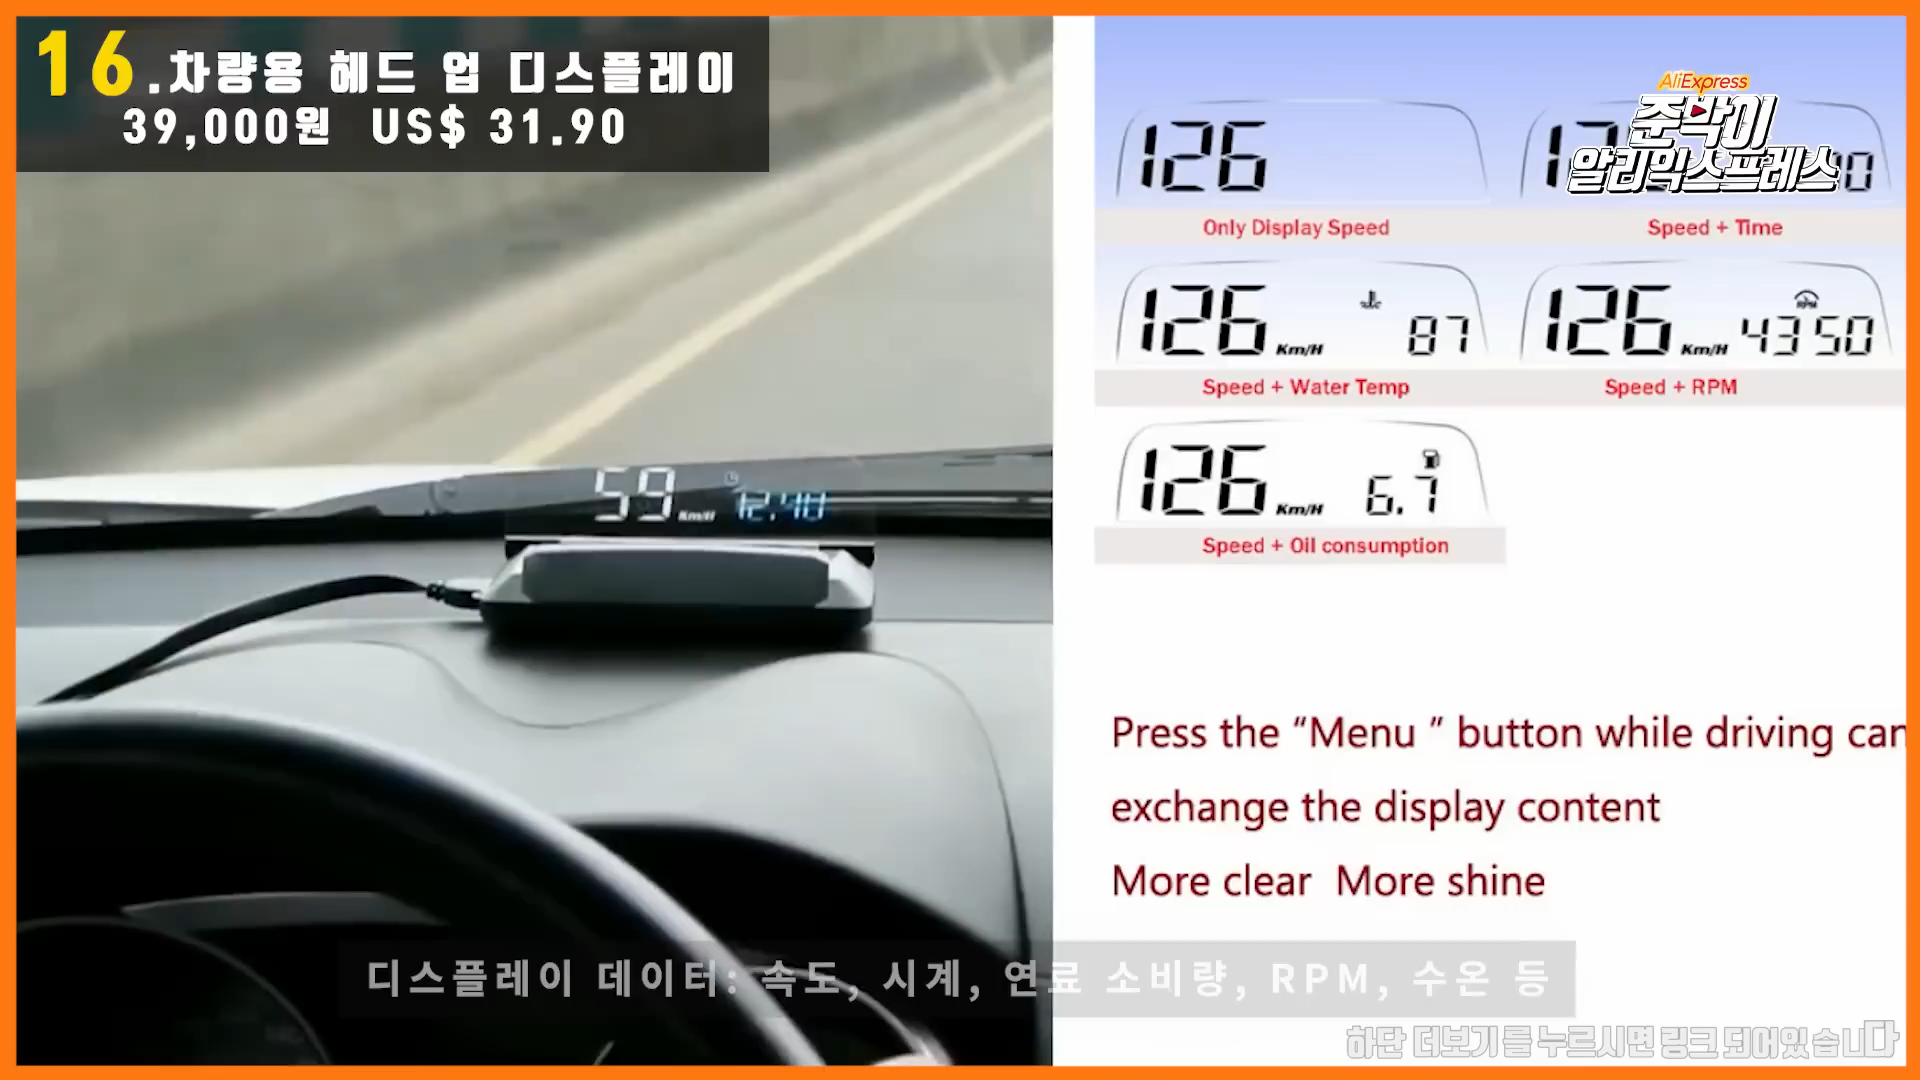 16.차량용 헤드 업 디스플레이
39,000원 US$ 31.90
AliExpress
준박이
알리익스프레스
126
Only Display Speed
Speed + Time
126 Km/H 87
Speed + Water Temp
126 Km/H RPM 4350
Speed + RPM
126 Km/H 6.7
Speed + Oil consumption
59 Km/H 12:40
Press the “Menu ” button while driving can
exchange the display content
More clear More shine
디스플레이 데이터: 속도, 시계, 연료 소비량, RPM, 수온 등
하단 더보기를 누르시면 링크 되어있습니다